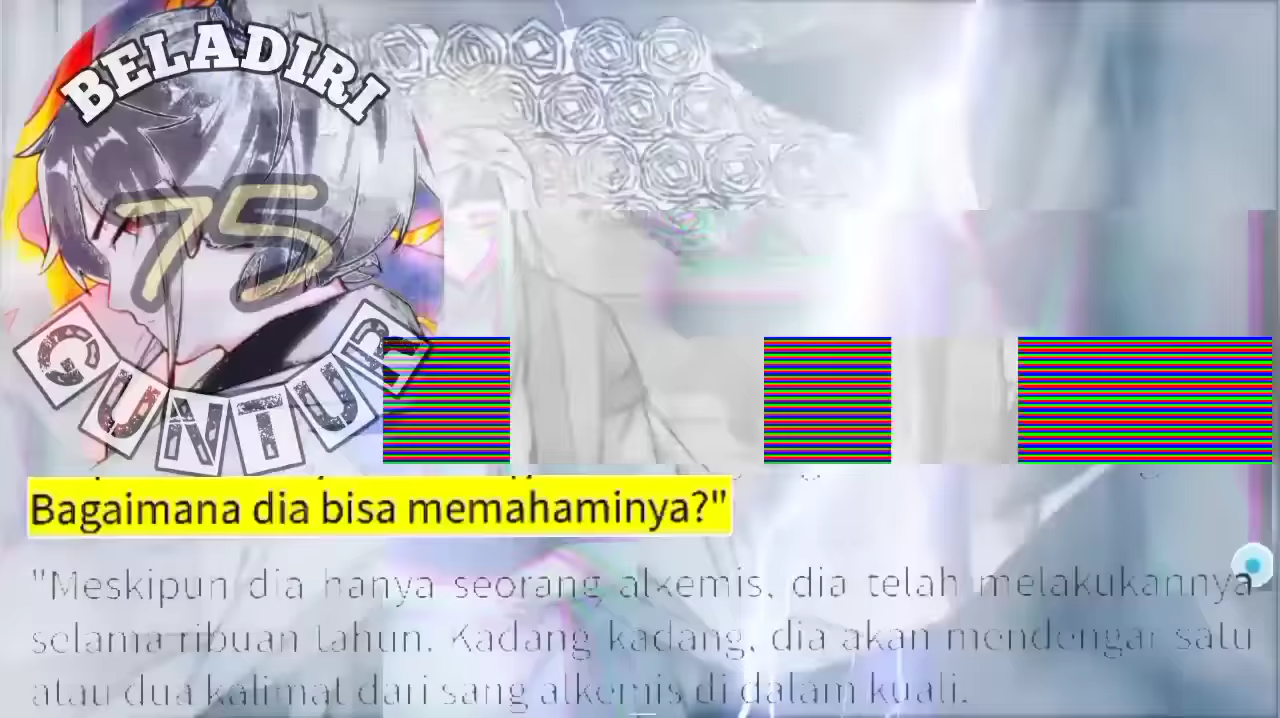 BELADIRI
75
GUNTUR
Bagaimana dia bisa memahaminya?"
"Meskipun dia hanya seorang alkemis, dia telah melakukannya
selama ribuan tahun. Kadang kadang, dia akan mendengar satu
atau dua kalimat dari sang alkemis di dalam kuali.